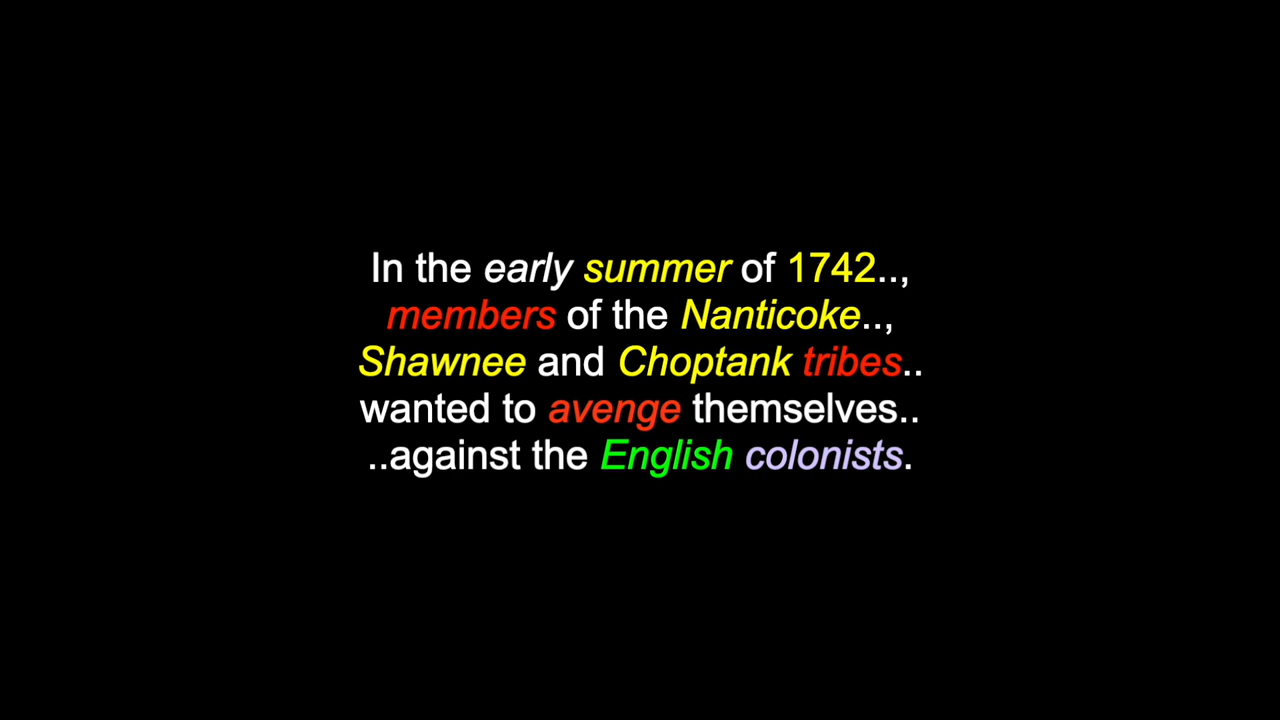 In the early summer of 1742..,
members of the Nanticoke..,
Shawnee and Choptank tribes..
wanted to avenge themselves..
..against the English colonists.